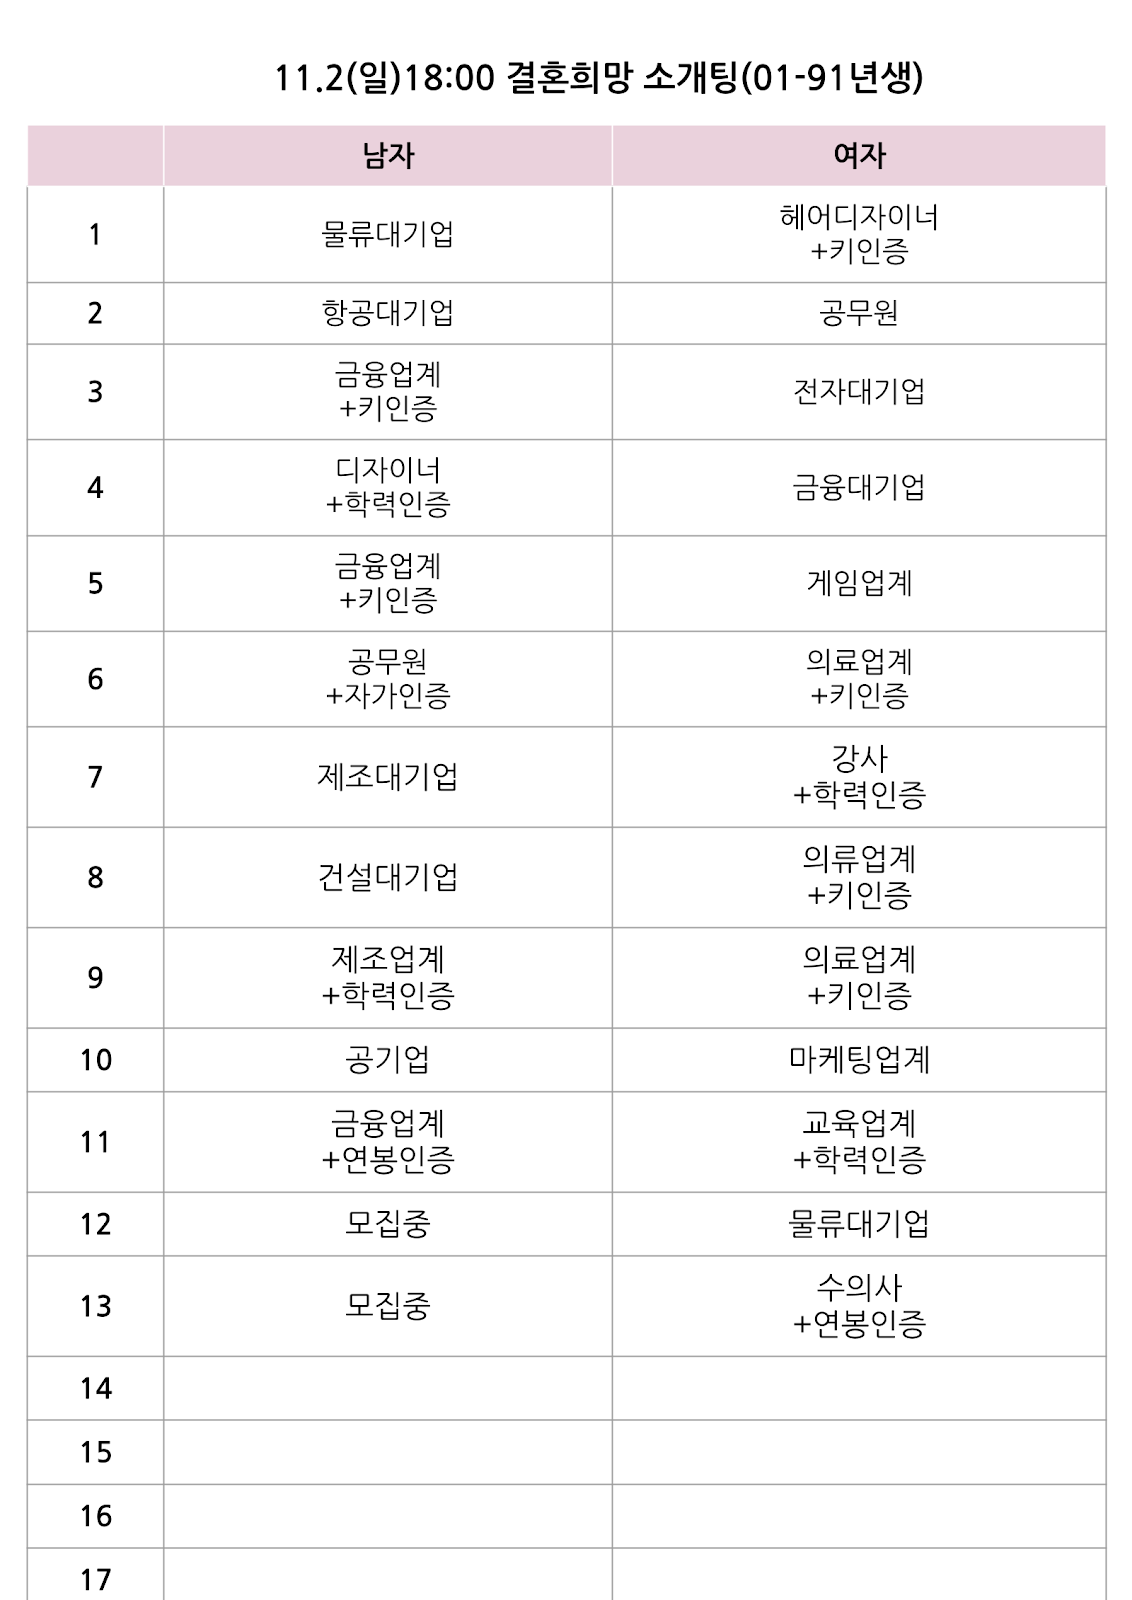 11.2(일)18:00 결혼희망 소개팅(01-91년생)
남자 여자
1 물류대기업 헤어디자이너
+키인증
2 항공대기업 공무원
3 금융업계
+키인증 전자대기업
4 디자이너
+학력인증 금융대기업
5 금융업계
+키인증 게임업계
6 공무원
+자가인증 의료업계
+키인증
7 제조대기업 강사
+학력인증
8 건설대기업 의류업계
+키인증
9 제조업계
+학력인증 의료업계
+키인증
10 공기업 마케팅업계
11 금융업계
+연봉인증 교육업계
+학력인증
12 모집중 물류대기업
13 모집중 수의사
+연봉인증
14
15
16
17